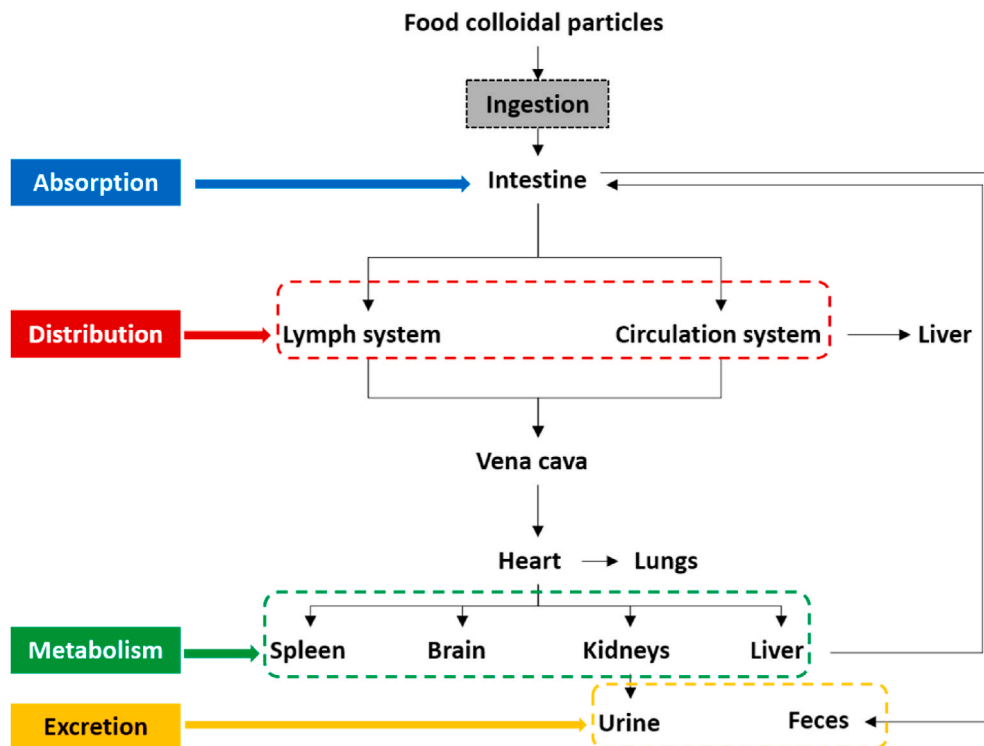 Food colloidal particles
Ingestion
Absorption
Intestine
Distribution
Lymph system
Circulation system
Liver
Vena cava
Heart
Lungs
Metabolism
Spleen
Brain
Kidneys
Liver
Excretion
Urine
Feces